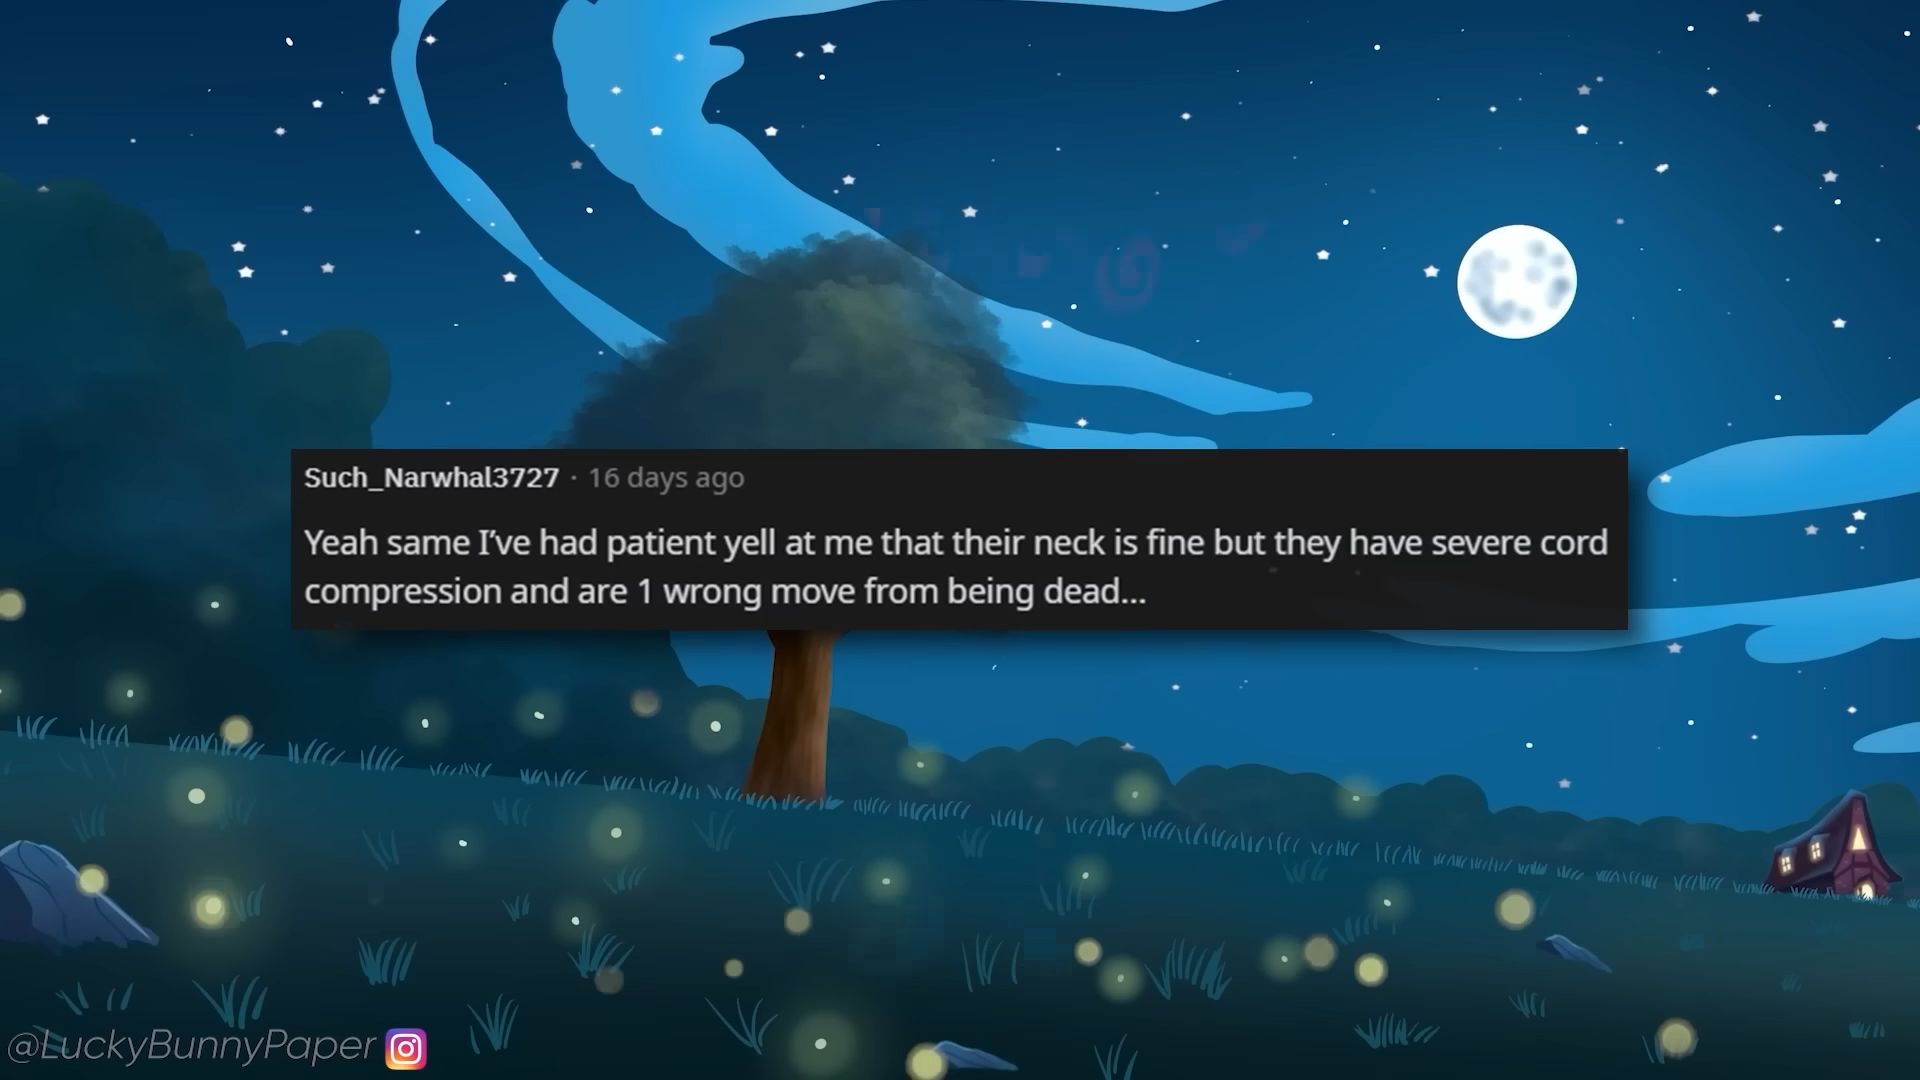 Such_Narwhal3727 · 16 days ago
Yeah same I’ve had patient yell at me that their neck is fine but they have severe cord
compression and are 1 wrong move from being dead...
@LuckyBunnyPaper